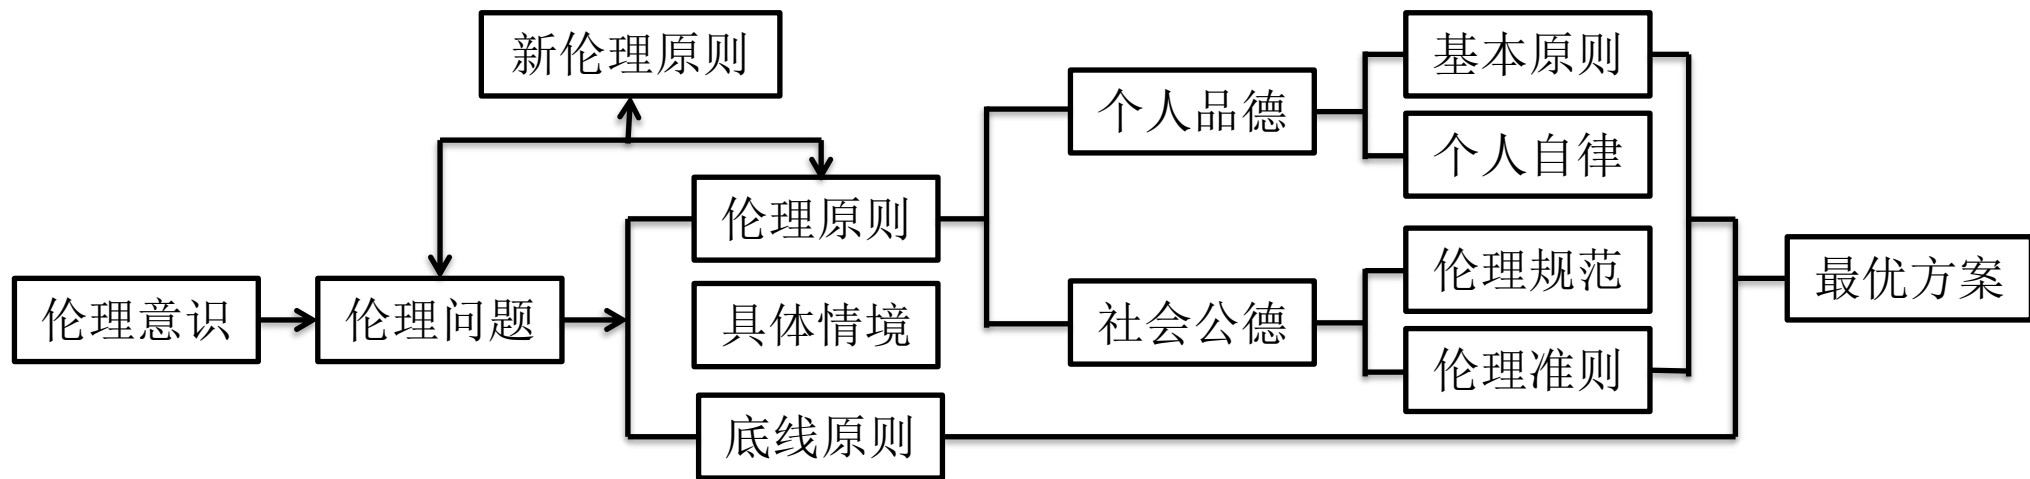 新伦理原则
基本原则
个人品德
个人自律
伦理原则
伦理规范
伦理意识
伦理问题
具体情境
社会公德
最优方案
伦理准则
底线原则